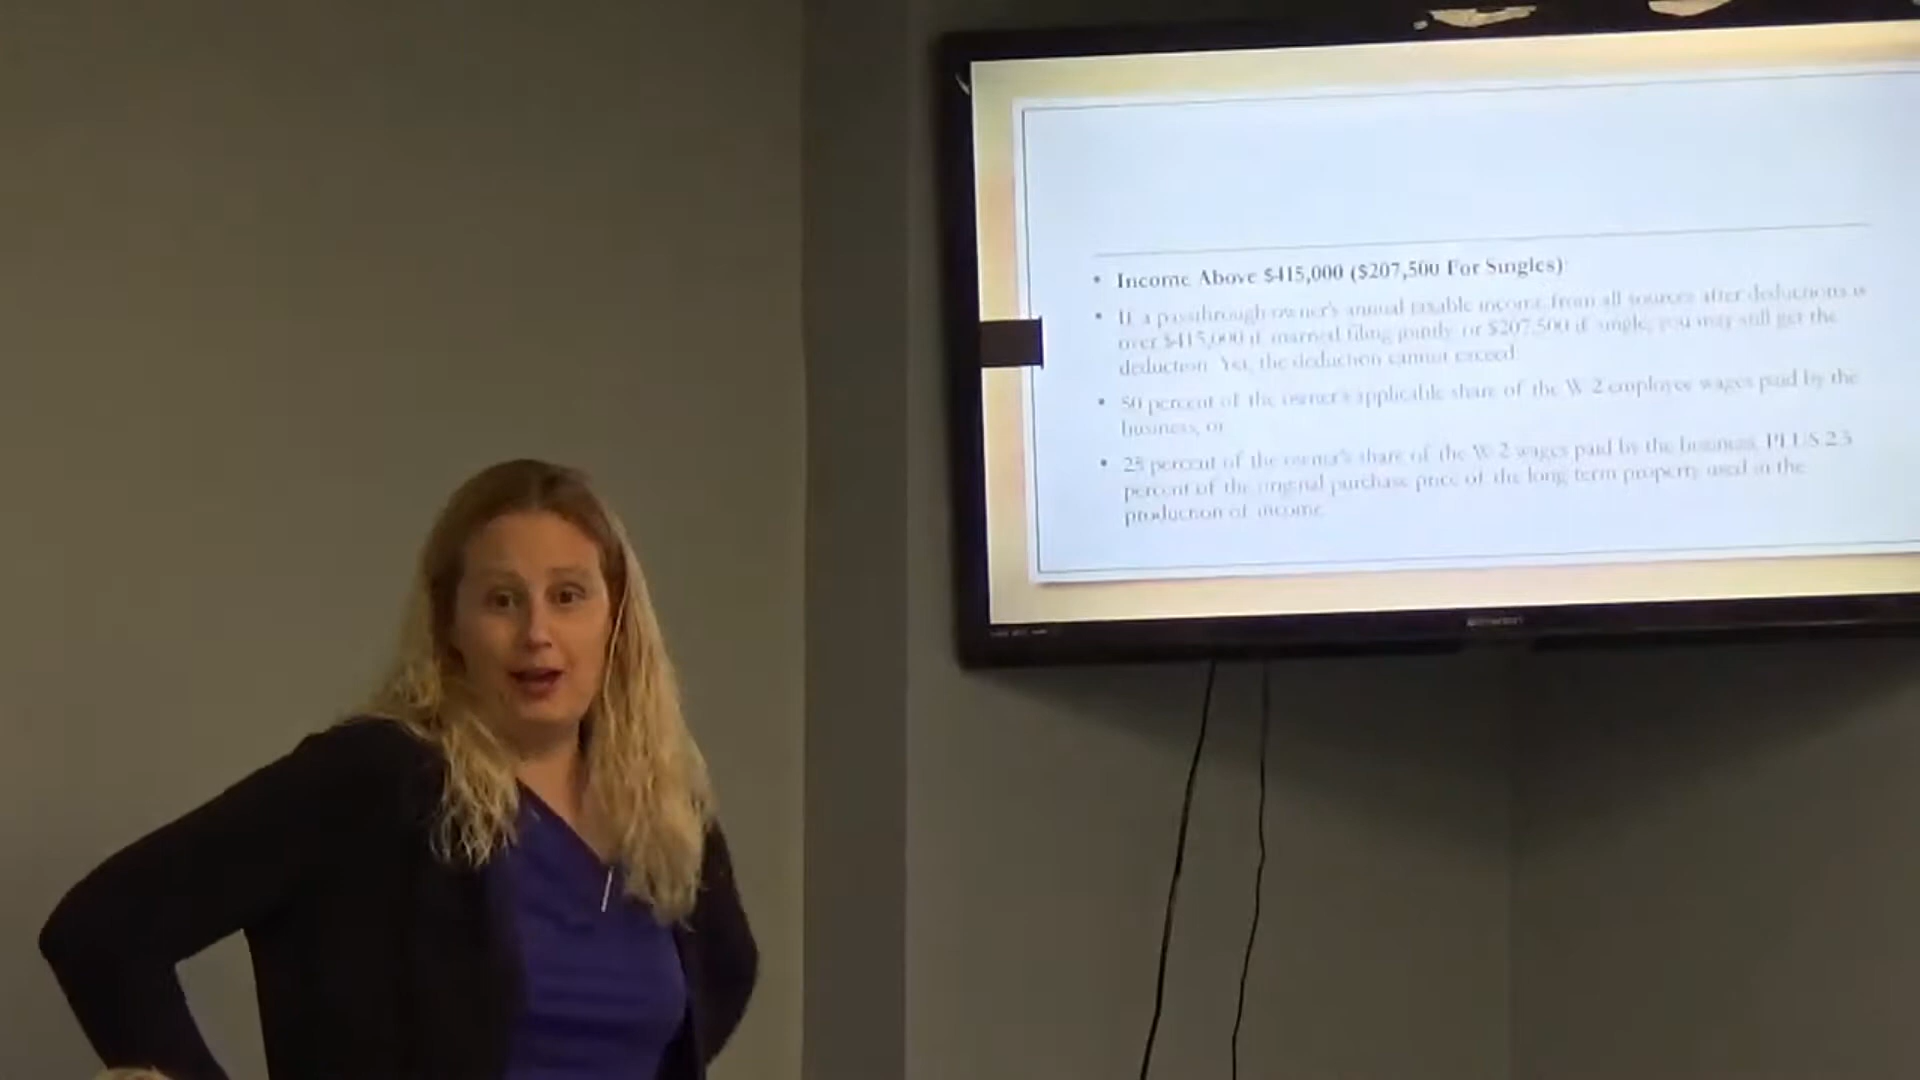 • Income Above $415,000 ($207,500 For Singles)
• If a passthrough owner's annual taxable income from all sources after deductions is
over $415,000 if married filing jointly or $207,500 if single, you may still get the
deduction. Yet, the deduction cannot exceed
• 50 percent of the owner's applicable share of the W-2 employee wages paid by the
business, or
• 25 percent of the owner's share of the W-2 wages paid by the business, PLUS 2.5
percent of the original purchase price of the long-term property used in the
production of income